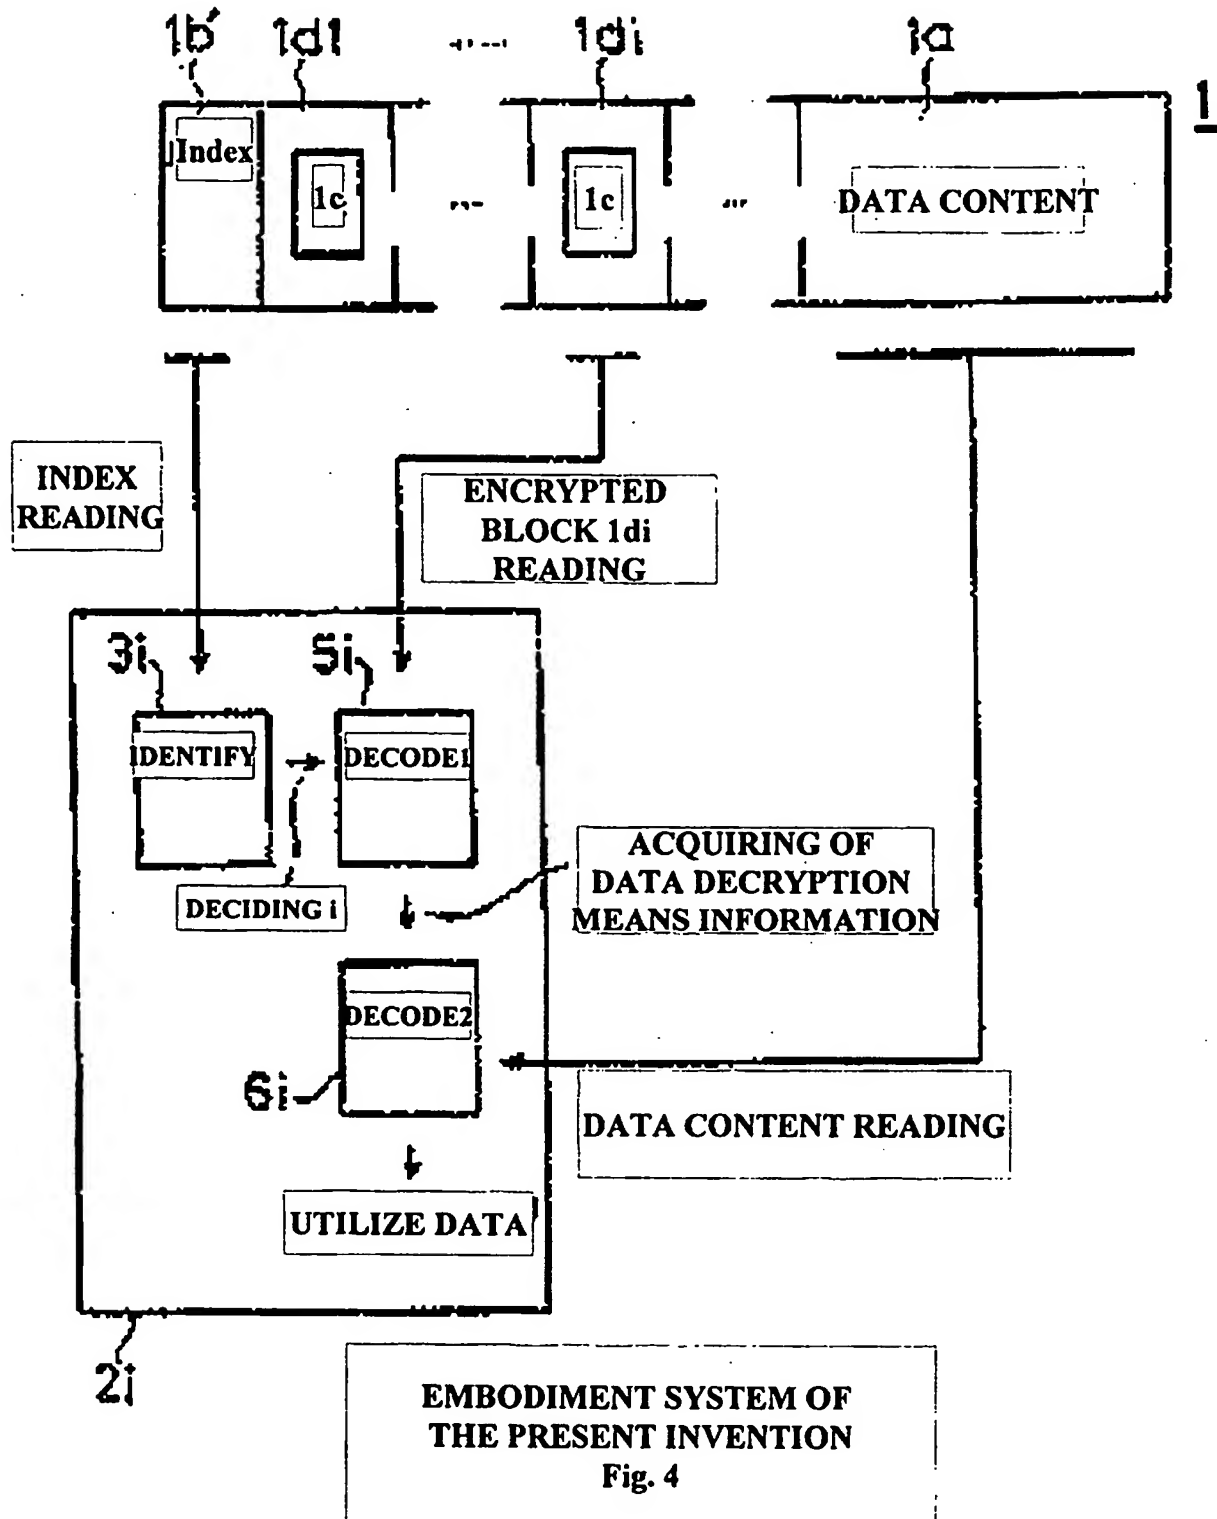 1b' 1d1 1di 1a
1
Index
1c
1c
DATA CONTENT
INDEX
READING
ENCRYPTED
BLOCK 1di
READING
3i
5i
IDENTIFY
DECODE1
DECIDING i
ACQUIRING OF
DATA DECRYPTION
MEANS INFORMATION
DECODE2
6i
DATA CONTENT READING
UTILIZE DATA
2i
EMBODIMENT SYSTEM OF
THE PRESENT INVENTION
Fig. 4